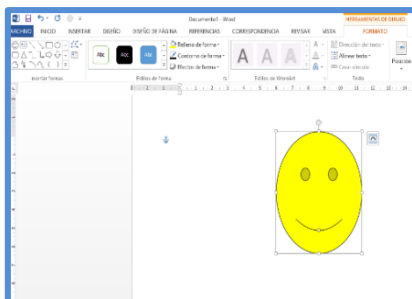 Documento1 - Word
HERRAMIENTAS DE DIBUJO
ARCHIVO INICIO INSERTAR DISEÑO DISEÑO DE PÁGINA REFERENCIAS CORRESPONDENCIA REVISAR VISTA FORMATO
Abc Abc Abc
Relleno de forma
Contorno de forma
Efectos de forma
A A A
Dirección del texto
Alinear texto
Crear vínculo
Posición
Insertar formas
Estilos de forma
Estilos de WordArt
Texto